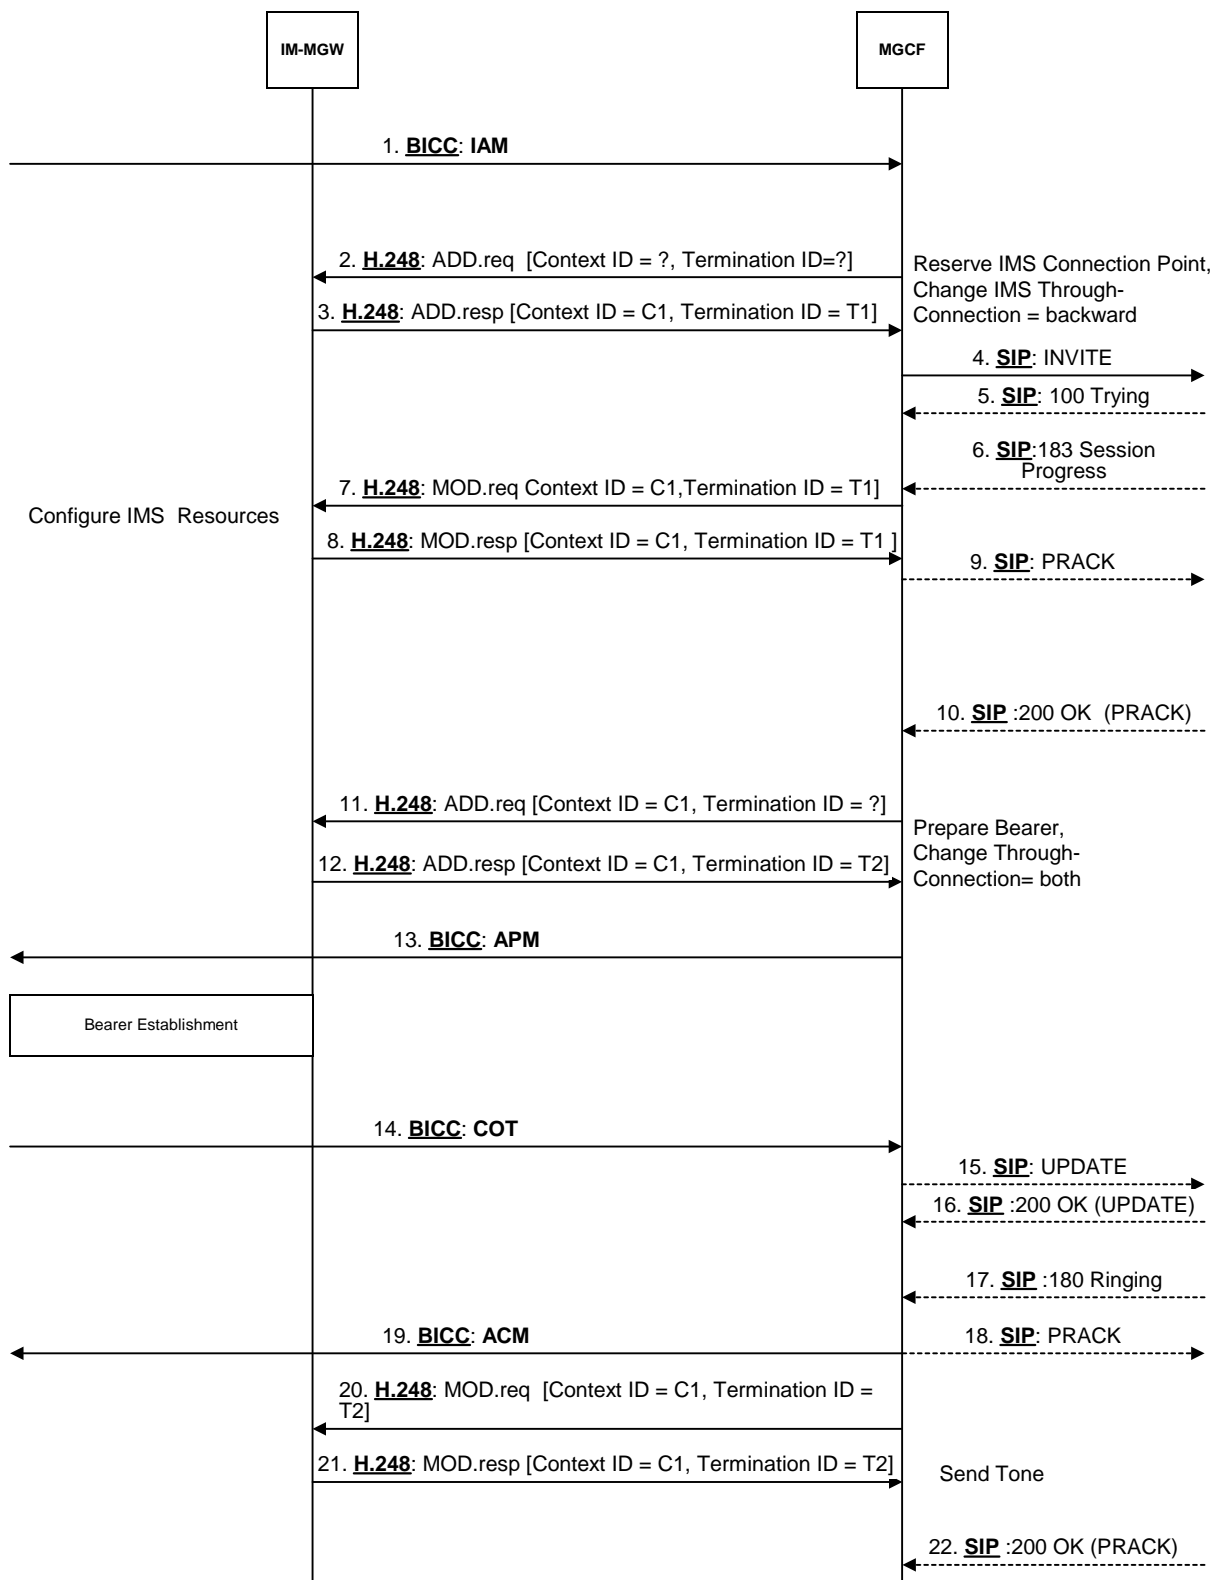 IM-MGW
MGCF
1. BICC: IAM
2. H.248: ADD.req [Context ID = ?, Termination ID=?]
Reserve IMS Connection Point,
Change IMS Through-
Connection = backward
3. H.248: ADD.resp [Context ID = C1, Termination ID = T1]
4. SIP: INVITE
5. SIP: 100 Trying
6. SIP:183 Session
Progress
7. H.248: MOD.req Context ID = C1,Termination ID = T1]
Configure IMS Resources
8. H.248: MOD.resp [Context ID = C1, Termination ID = T1 ]
9. SIP: PRACK
10. SIP :200 OK (PRACK)
11. H.248: ADD.req [Context ID = C1, Termination ID = ?]
Prepare Bearer,
Change Through-
Connection= both
12. H.248: ADD.resp [Context ID = C1, Termination ID = T2]
13. BICC: APM
Bearer Establishment
14. BICC: COT
15. SIP: UPDATE
16. SIP :200 OK (UPDATE)
17. SIP :180 Ringing
19. BICC: ACM
18. SIP: PRACK
20. H.248: MOD.req [Context ID = C1, Termination ID =
T2]
21. H.248: MOD.resp [Context ID = C1, Termination ID = T2]
Send Tone
22. SIP :200 OK (PRACK)